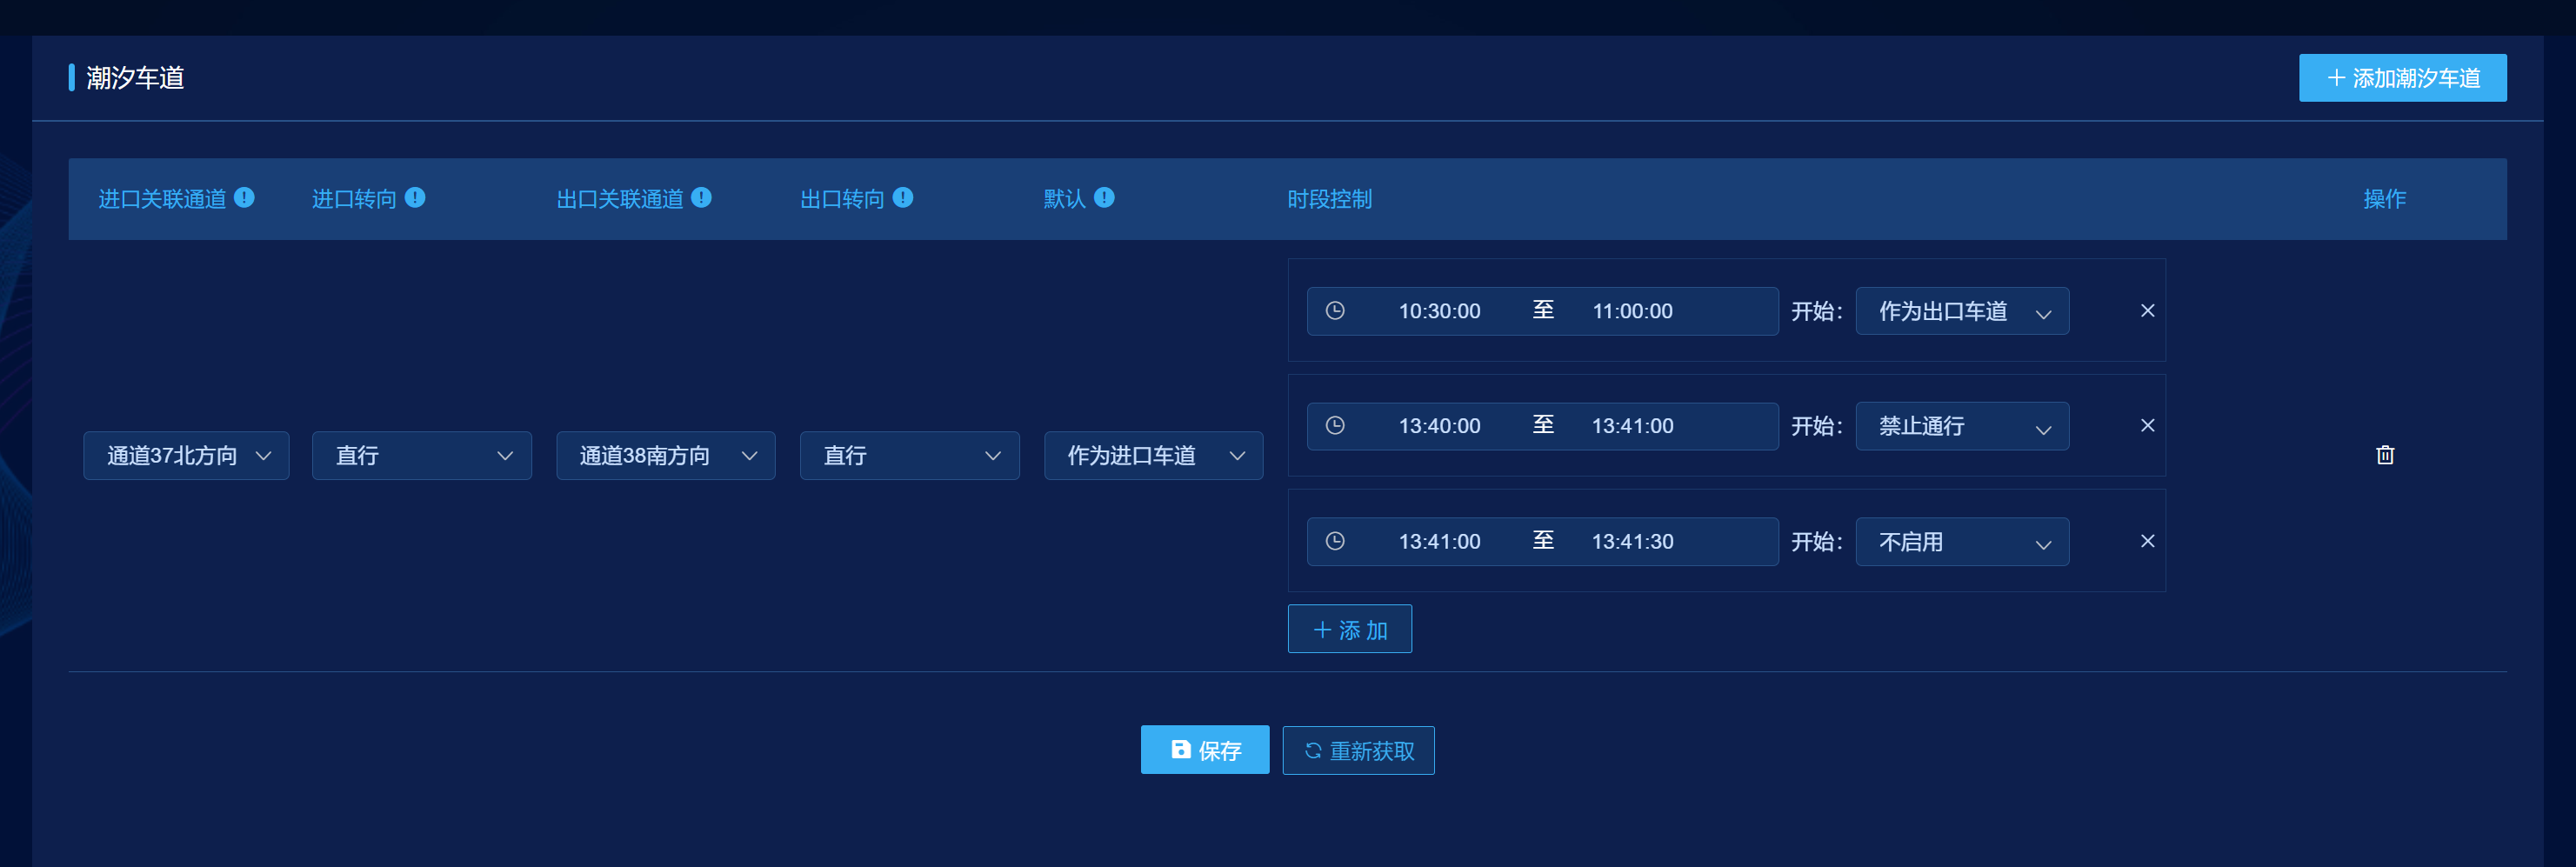 潮汐车道
添加潮汐车道
进口关联通道 进口转向 出口关联通道 出口转向 默认 时段控制 操作
10:30:00 至 11:00:00 开始： 作为出口车道
13:40:00 至 13:41:00 开始： 禁止通行
通道37北方向 直行 通道38南方向 直行 作为进口车道
13:41:00 至 13:41:30 开始： 不启用
添 加
保存 重新获取